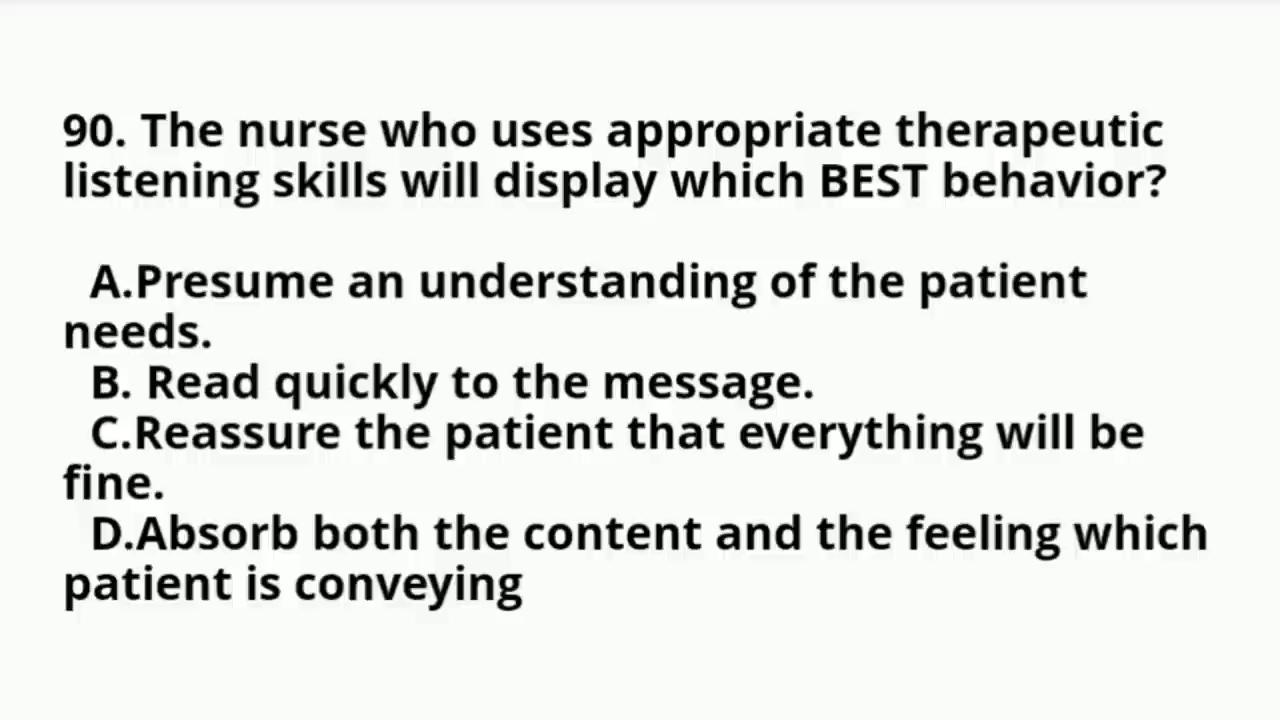 90. The nurse who uses appropriate therapeutic
listening skills will display which BEST behavior?
A.Presume an understanding of the patient
needs.
B. Read quickly to the message.
C.Reassure the patient that everything will be
fine.
D.Absorb both the content and the feeling which
patient is conveying